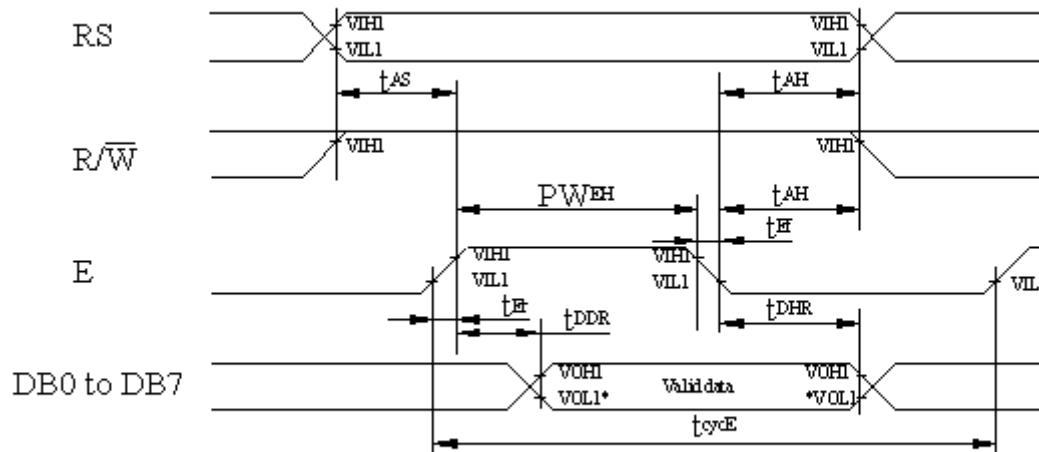 RS
VIH1
VIL1
VIH1
VIL1
tAS
tAH
R/W̅
VIH1
VIH1
PWEH
tAH
tEf
E
VIH1
VIL1
VIH1
VIL1
VIL
tEr
tDDR
tDHR
DB0 to DB7
VOH1
VOL1*
Valid data
VOH1
*VOL1
tcycE